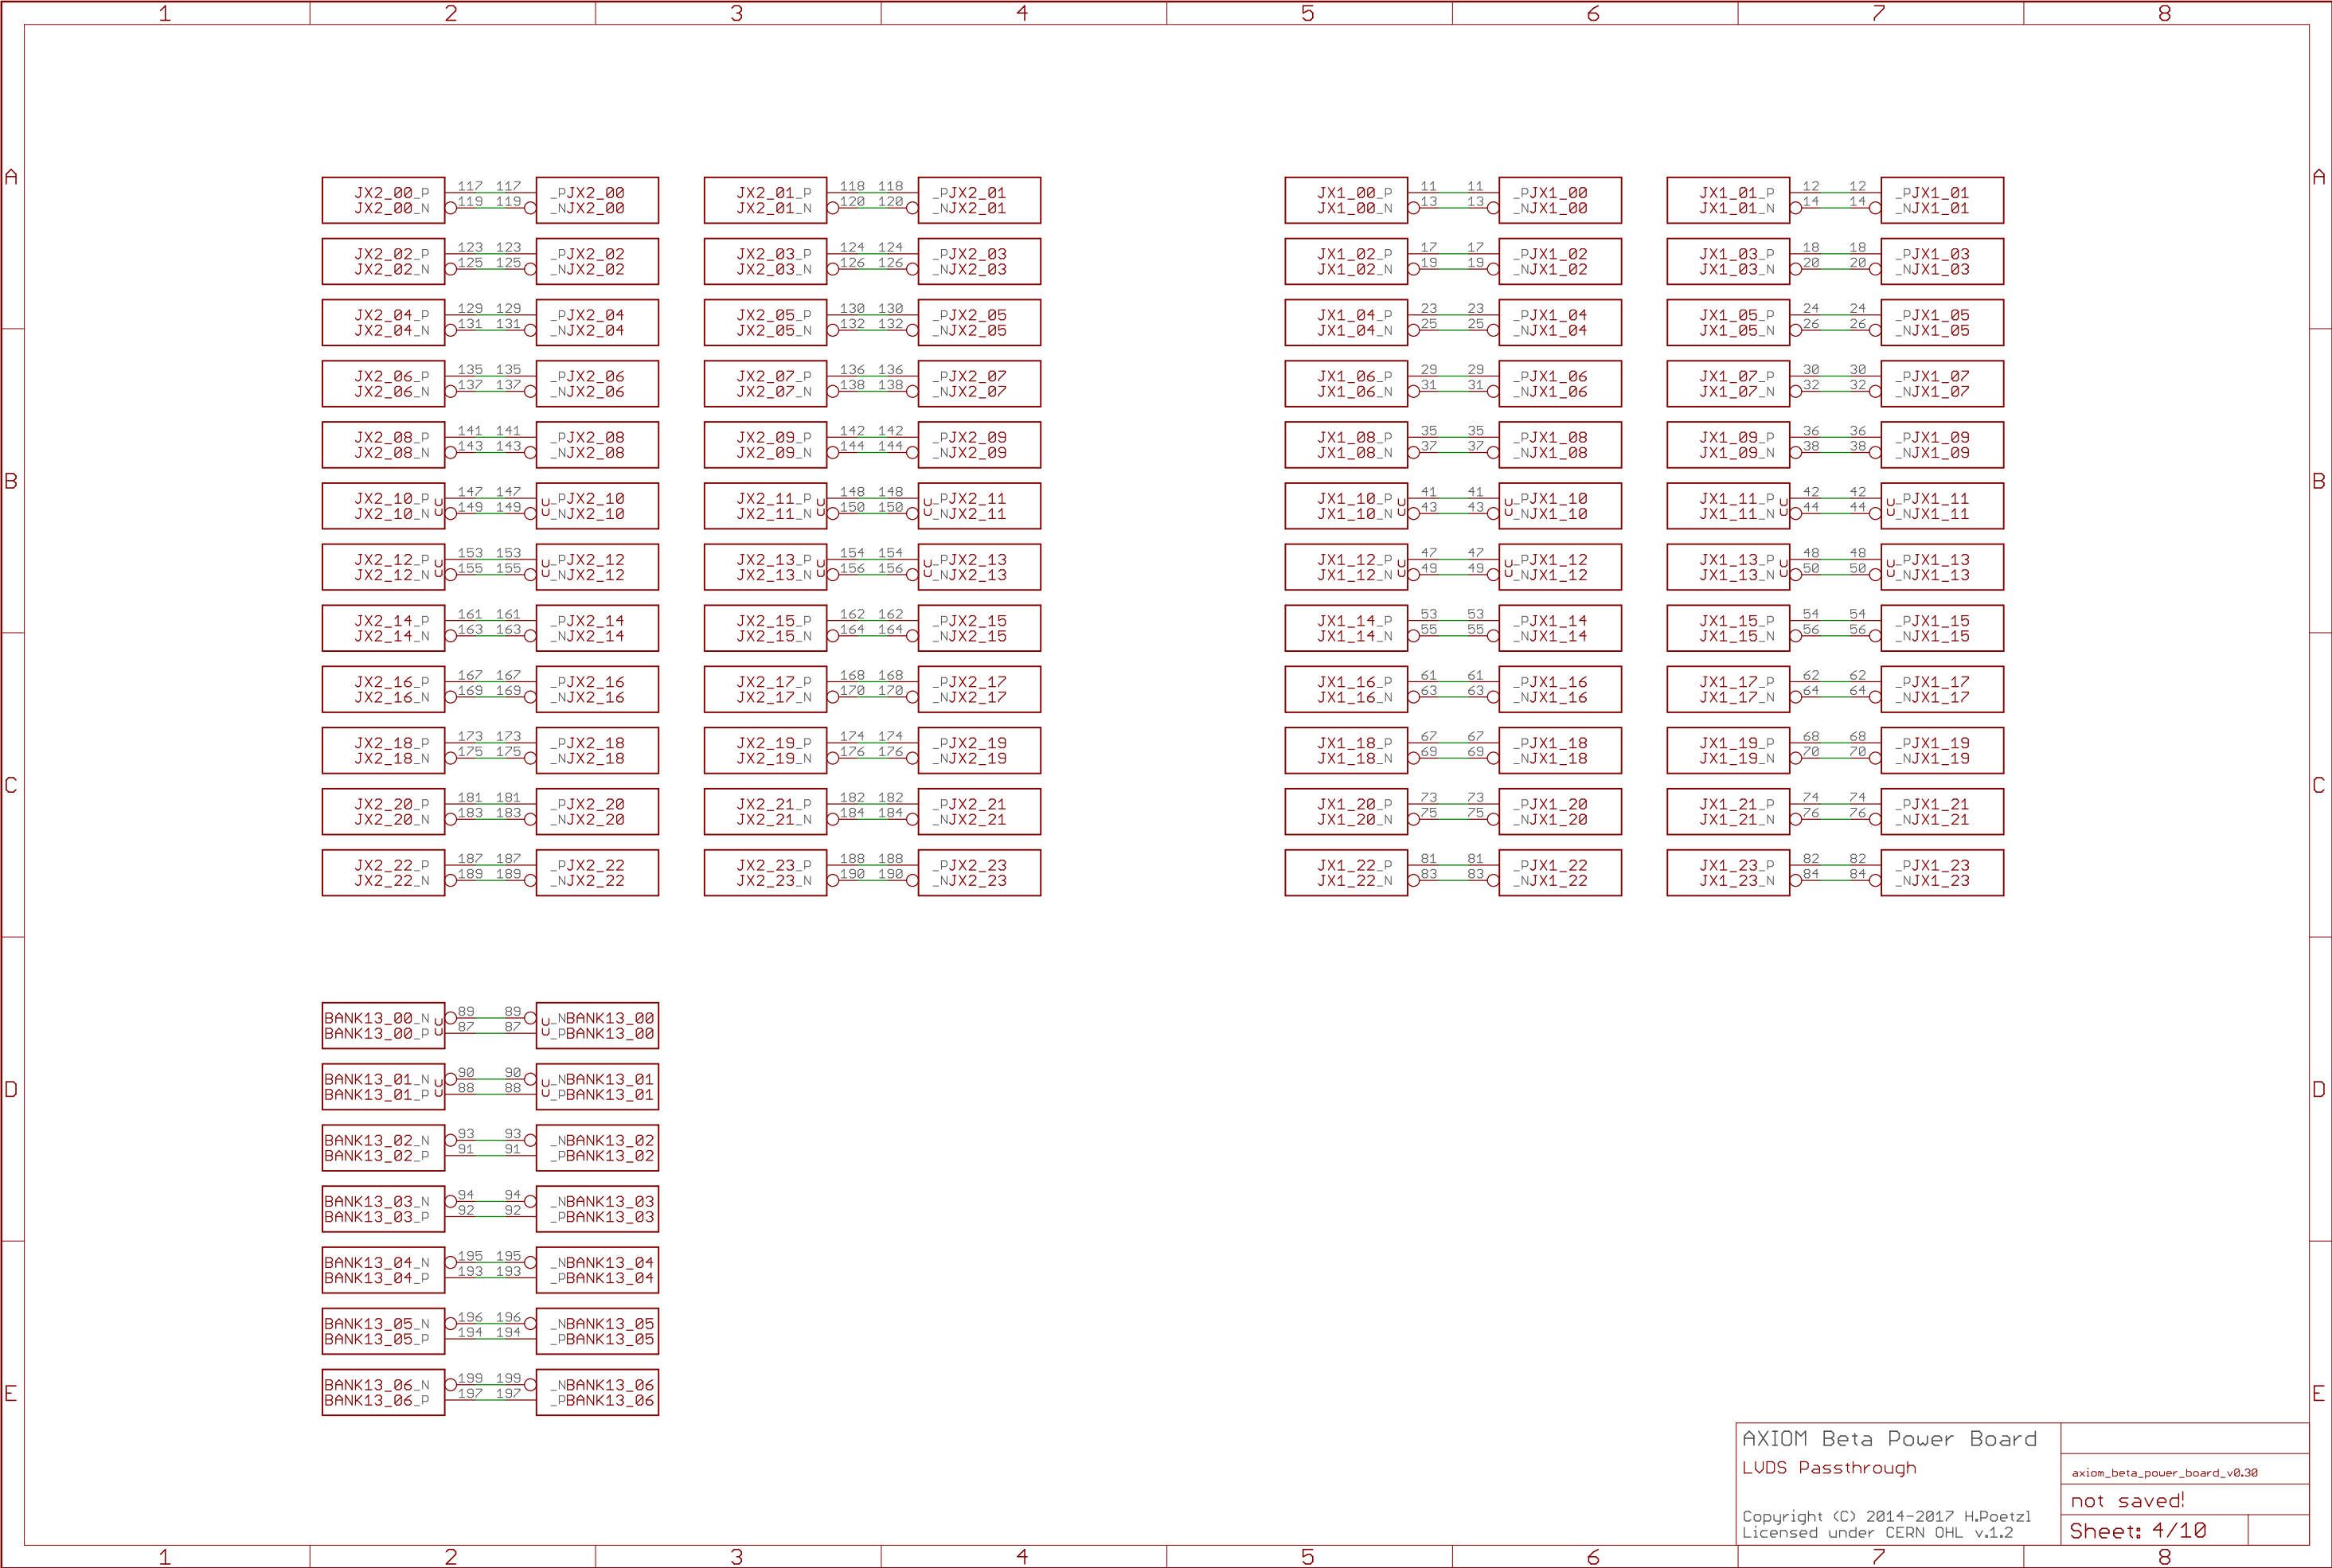 1 2 3 4 5 6 7 8
A A
JX2_00_P 117 117 _PJX2_00 JX2_01_P 118 118 _PJX2_01 JX1_00_P 11 11 _PJX1_00 JX1_01_P 12 12 _PJX1_01
JX2_00_N 119 119 _NJX2_00 JX2_01_N 120 120 _NJX2_01 JX1_00_N 13 13 _NJX1_00 JX1_01_N 14 14 _NJX1_01
JX2_02_P 123 123 _PJX2_02 JX2_03_P 124 124 _PJX2_03 JX1_02_P 17 17 _PJX1_02 JX1_03_P 18 18 _PJX1_03
JX2_02_N 125 125 _NJX2_02 JX2_03_N 126 126 _NJX2_03 JX1_02_N 19 19 _NJX1_02 JX1_03_N 20 20 _NJX1_03
JX2_04_P 129 129 _PJX2_04 JX2_05_P 130 130 _PJX2_05 JX1_04_P 23 23 _PJX1_04 JX1_05_P 24 24 _PJX1_05
JX2_04_N 131 131 _NJX2_04 JX2_05_N 132 132 _NJX2_05 JX1_04_N 25 25 _NJX1_04 JX1_05_N 26 26 _NJX1_05
JX2_06_P 135 135 _PJX2_06 JX2_07_P 136 136 _PJX2_07 JX1_06_P 29 29 _PJX1_06 JX1_07_P 30 30 _PJX1_07
JX2_06_N 137 137 _NJX2_06 JX2_07_N 138 138 _NJX2_07 JX1_06_N 31 31 _NJX1_06 JX1_07_N 32 32 _NJX1_07
JX2_08_P 141 141 _PJX2_08 JX2_09_P 142 142 _PJX2_09 JX1_08_P 35 35 _PJX1_08 JX1_09_P 36 36 _PJX1_09
JX2_08_N 143 143 _NJX2_08 JX2_09_N 144 144 _NJX2_09 JX1_08_N 37 37 _NJX1_08 JX1_09_N 38 38 _NJX1_09
B B
JX2_10_P U 147 147 U _PJX2_10 JX2_11_P U 148 148 U _PJX2_11 JX1_10_P U 41 41 U _PJX1_10 JX1_11_P U 42 42 U _PJX1_11
JX2_10_N U 149 149 U _NJX2_10 JX2_11_N U 150 150 U _NJX2_11 JX1_10_N U 43 43 U _NJX1_10 JX1_11_N U 44 44 U _NJX1_11
JX2_12_P U 153 153 U _PJX2_12 JX2_13_P U 154 154 U _PJX2_13 JX1_12_P U 47 47 U _PJX1_12 JX1_13_P U 48 48 U _PJX1_13
JX2_12_N U 155 155 U _NJX2_12 JX2_13_N U 156 156 U _NJX2_13 JX1_12_N U 49 49 U _NJX1_12 JX1_13_N U 50 50 U _NJX1_13
JX2_14_P 161 161 _PJX2_14 JX2_15_P 162 162 _PJX2_15 JX1_14_P 53 53 _PJX1_14 JX1_15_P 54 54 _PJX1_15
JX2_14_N 163 163 _NJX2_14 JX2_15_N 164 164 _NJX2_15 JX1_14_N 55 55 _NJX1_14 JX1_15_N 56 56 _NJX1_15
JX2_16_P 167 167 _PJX2_16 JX2_17_P 168 168 _PJX2_17 JX1_16_P 61 61 _PJX1_16 JX1_17_P 62 62 _PJX1_17
JX2_16_N 169 169 _NJX2_16 JX2_17_N 170 170 _NJX2_17 JX1_16_N 63 63 _NJX1_16 JX1_17_N 64 64 _NJX1_17
JX2_18_P 173 173 _PJX2_18 JX2_19_P 174 174 _PJX2_19 JX1_18_P 67 67 _PJX1_18 JX1_19_P 68 68 _PJX1_19
JX2_18_N 175 175 _NJX2_18 JX2_19_N 176 176 _NJX2_19 JX1_18_N 69 69 _NJX1_18 JX1_19_N 70 70 _NJX1_19
C C
JX2_20_P 181 181 _PJX2_20 JX2_21_P 182 182 _PJX2_21 JX1_20_P 73 73 _PJX1_20 JX1_21_P 74 74 _PJX1_21
JX2_20_N 183 183 _NJX2_20 JX2_21_N 184 184 _NJX2_21 JX1_20_N 75 75 _NJX1_20 JX1_21_N 76 76 _NJX1_21
JX2_22_P 187 187 _PJX2_22 JX2_23_P 188 188 _PJX2_23 JX1_22_P 81 81 _PJX1_22 JX1_23_P 82 82 _PJX1_23
JX2_22_N 189 189 _NJX2_22 JX2_23_N 190 190 _NJX2_23 JX1_22_N 83 83 _NJX1_22 JX1_23_N 84 84 _NJX1_23
BANK13_00_N U 89 89 U _NBANK13_00
BANK13_00_P U 87 87 U _PBANK13_00
BANK13_01_N U 90 90 U _NBANK13_01
D D
BANK13_01_P U 88 88 U _PBANK13_01
BANK13_02_N 93 93 _NBANK13_02
BANK13_02_P 91 91 _PBANK13_02
BANK13_03_N 94 94 _NBANK13_03
BANK13_03_P 92 92 _PBANK13_03
BANK13_04_N 195 195 _NBANK13_04
BANK13_04_P 193 193 _PBANK13_04
BANK13_05_N 196 196 _NBANK13_05
BANK13_05_P 194 194 _PBANK13_05
BANK13_06_N 199 199 _NBANK13_06
E E
BANK13_06_P 197 197 _PBANK13_06
AXIOM Beta Power Board
LVDS Passthrough
axiom_beta_power_board_v0.30
not saved!
Copyright (C) 2014-2017 H.Poetzl
Licensed under CERN OHL v.1.2
Sheet: 4/10
1 2 3 4 5 6 7 8